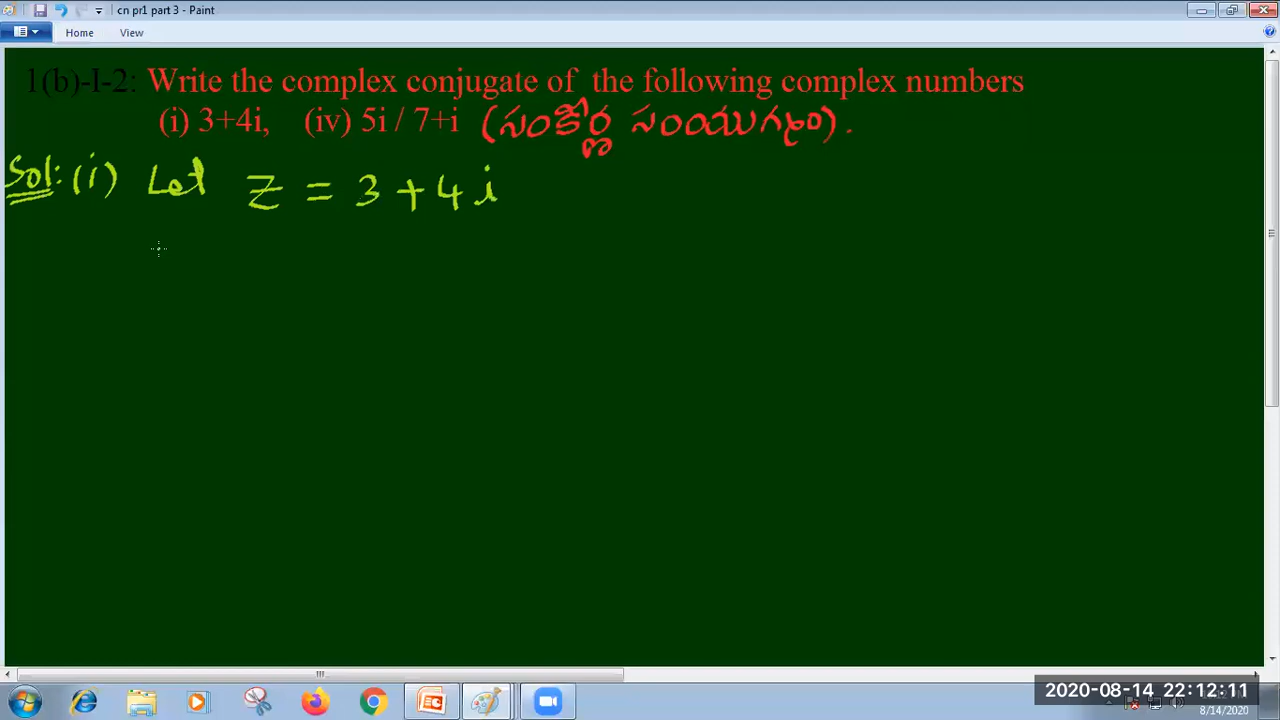 cn pr1 part 3 - Paint
Home View
1(b)-I-2: Write the complex conjugate of the following complex numbers
(i) 3+4i, (iv) 5i / 7+i (సంకీర్ణ సంయుగ్మం).
Sol: (i) Let z = 3 + 4i
2020-08-14 22:12:11
8/14/2020